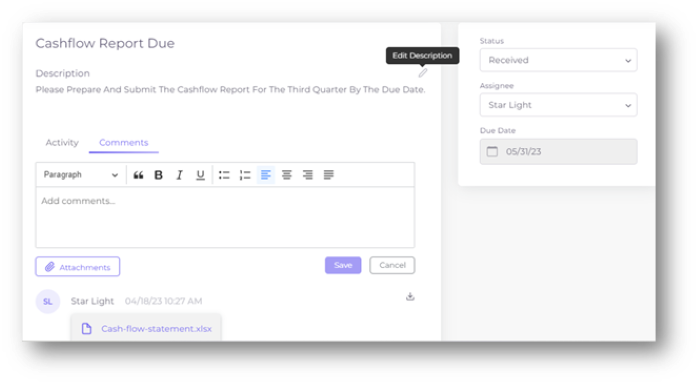 Cashflow Report Due
Edit Description
Description
Please Prepare And Submit The Cashflow Report For The Third Quarter By The Due Date.
Activity Comments
Paragraph B I U
Add comments...
Attachments Save Cancel
SL Star Light 04/18/23 10:27 AM
Cash-flow-statement.xlsx
Status
Received
Assignee
Star Light
Due Date
05/31/23